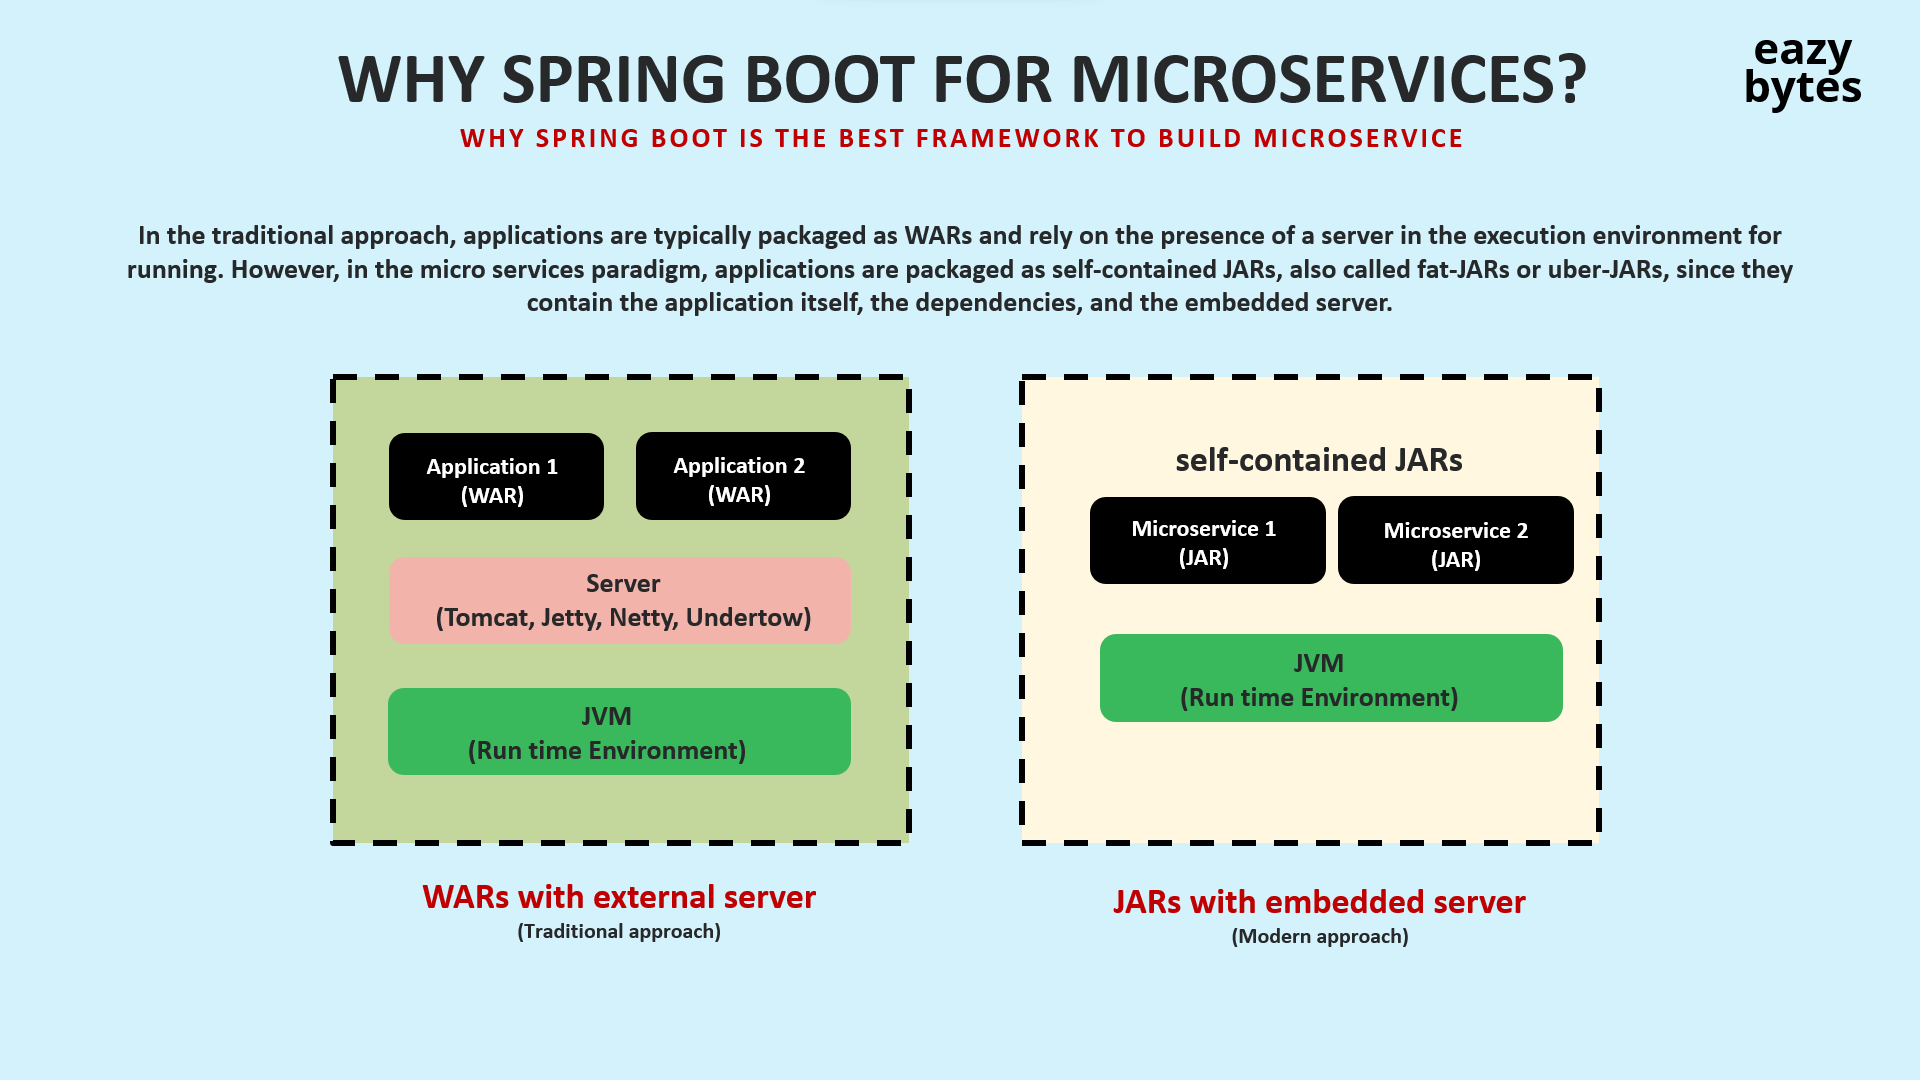 WHY SPRING BOOT FOR MICROSERVICES?
eazy
bytes
WHY SPRING BOOT IS THE BEST FRAMEWORK TO BUILD MICROSERVICE
In the traditional approach, applications are typically packaged as WARs and rely on the presence of a server in the execution environment for
running. However, in the micro services paradigm, applications are packaged as self-contained JARs, also called fat-JARs or uber-JARs, since they
contain the application itself, the dependencies, and the embedded server.
Application 1
(WAR)
Application 2
(WAR)
Server
(Tomcat, Jetty, Netty, Undertow)
JVM
(Run time Environment)
WARs with external server
(Traditional approach)
self-contained JARs
Microservice 1
(JAR)
Microservice 2
(JAR)
JVM
(Run time Environment)
JARs with embedded server
(Modern approach)